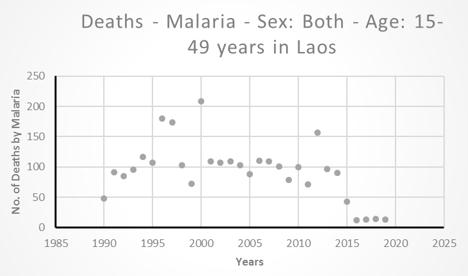 Deaths - Malaria - Sex: Both - Age: 15-
49 years in Laos
250
200
150
100
50
0
No. of Deaths by Malaria
1985 1990 1995 2000 2005 2010 2015 2020 2025
Years